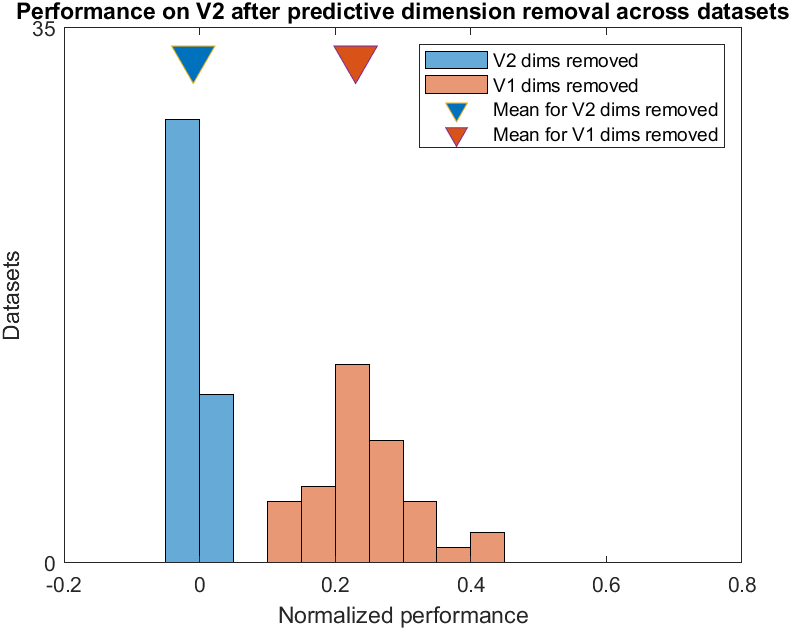 Performance on V2 after predictive dimension removal across datasets
35
V2 dims removed
V1 dims removed
Mean for V2 dims removed
Mean for V1 dims removed
Datasets
0
-0.2 0 0.2 0.4 0.6 0.8
Normalized performance